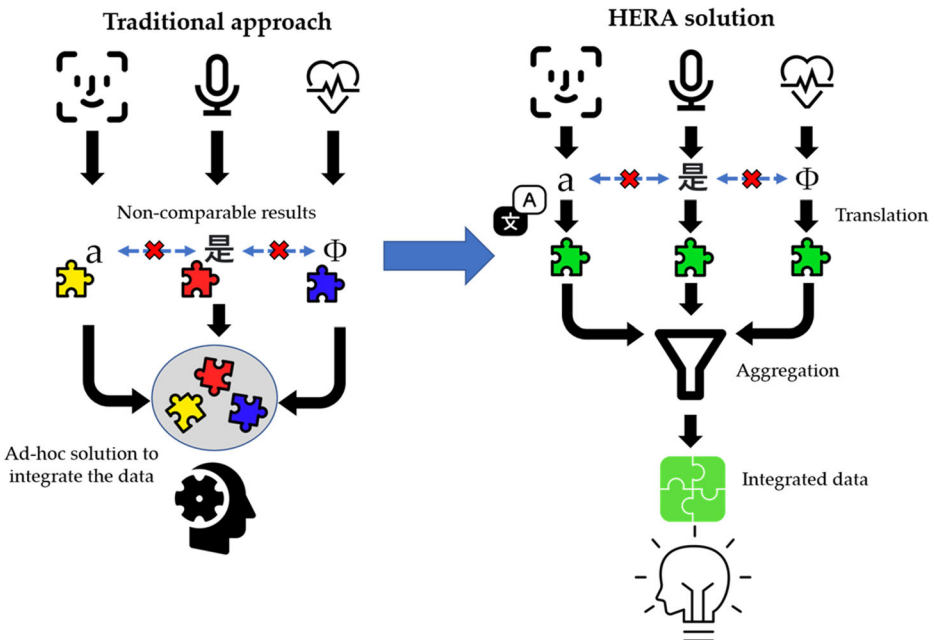 Traditional approach
Non-comparable results
a 是 Φ
Ad-hoc solution to
integrate the data
HERA solution
a 是 Φ
文 A
Translation
Aggregation
Integrated data